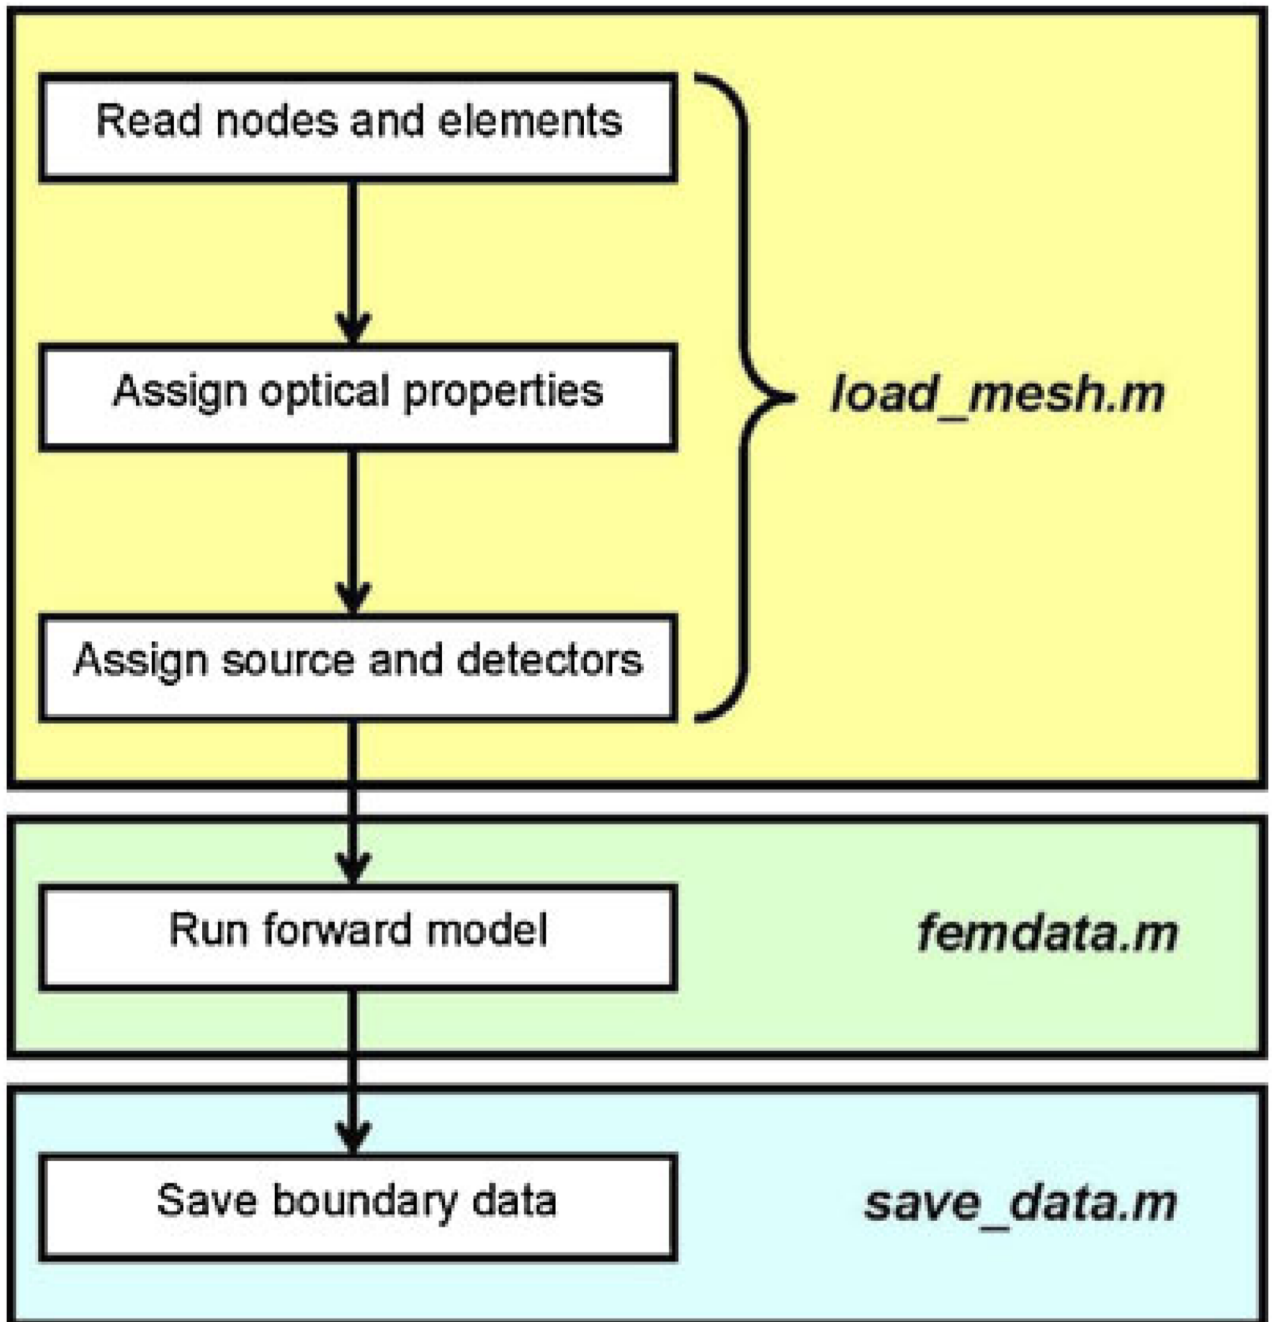 Read nodes and elements
Assign optical properties
load_mesh.m
Assign source and detectors
Run forward model
femdata.m
Save boundary data
save_data.m